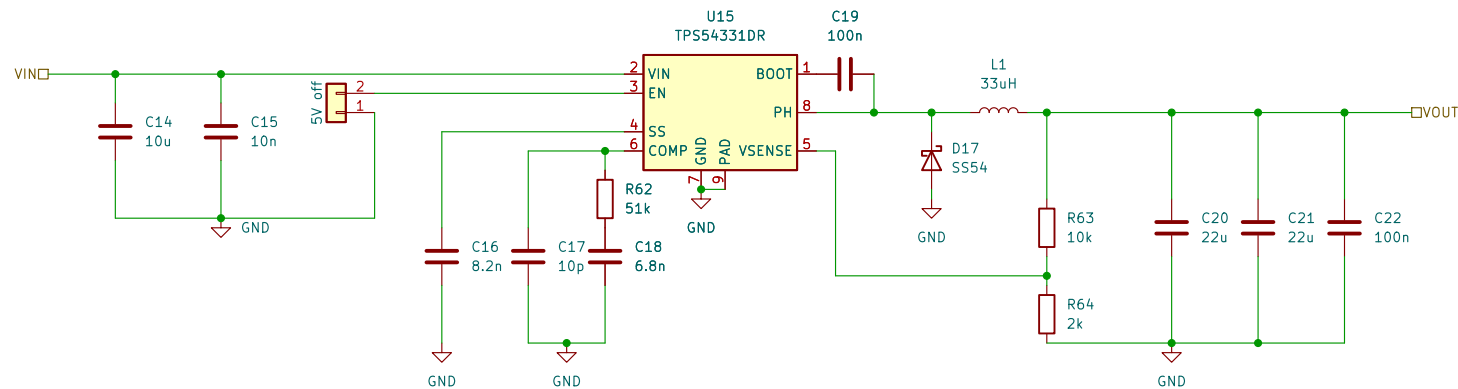 U15
TPS54331DR
C19
100n
VIN
2
VIN
BOOT
1
L1
33uH
5V off
2
1
3
EN
PH
8
VOUT
C14
10u
C15
10n
4
SS
6
COMP
GND
7
PAD
9
VSENSE
5
D17
SS54
R62
51k
GND
GND
GND
R63
10k
C20
22u
C21
22u
C22
100n
C16
8.2n
C17
10p
C18
6.8n
R64
2k
GND
GND
GND